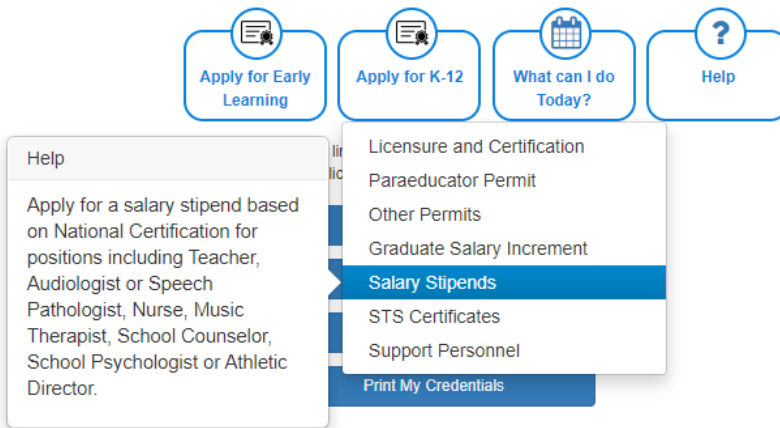 Apply for Early
Learning
Apply for K-12
What can I do
Today?
?
Help
Help
Apply for a salary stipend based
on National Certification for
positions including Teacher,
Audiologist or Speech
Pathologist, Nurse, Music
Therapist, School Counselor,
School Psychologist or Athletic
Director.
Licensure and Certification
Paraeducator Permit
Other Permits
Graduate Salary Increment
Salary Stipends
STS Certificates
Support Personnel
Print My Credentials